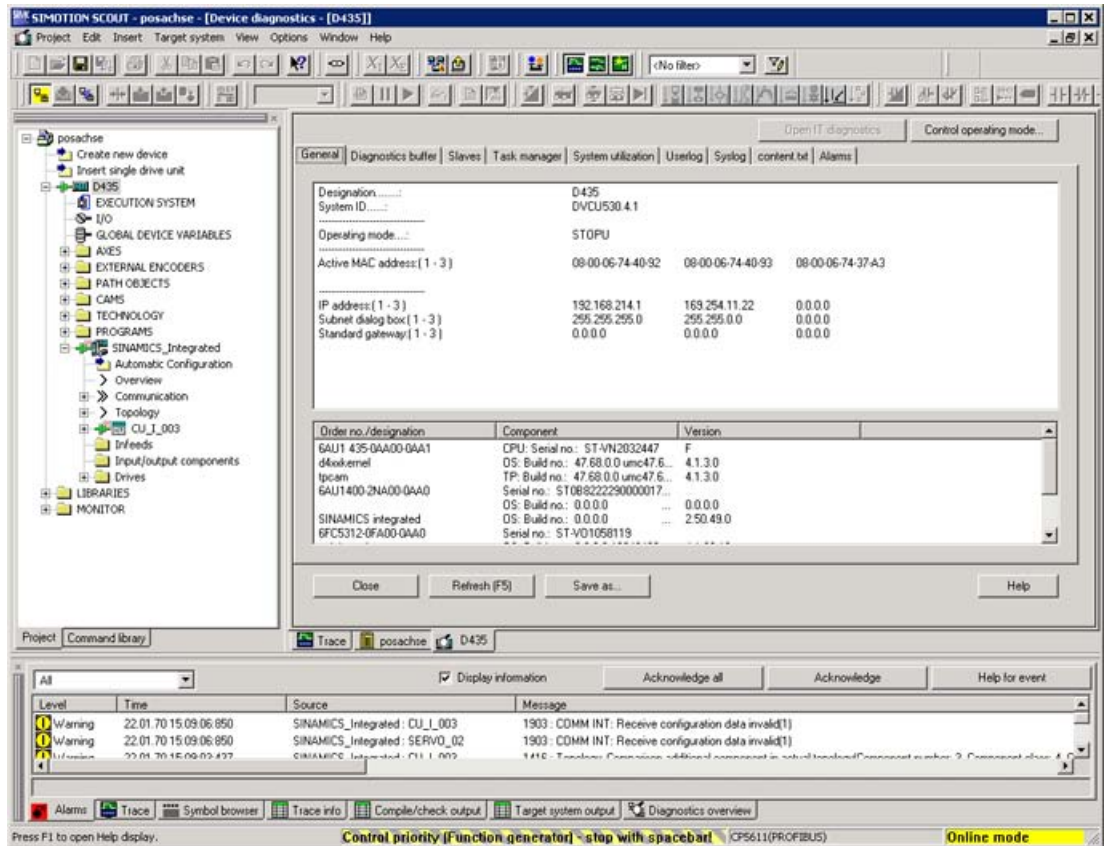 SIMOTION SCOUT - posachse - [Device diagnostics - [D435]]
Project Edit Insert Target system View Options Window Help
<No filter>
Open IT diagnostics Control operating mode...
posachse
Create new device
Insert single drive unit
D435
EXECUTION SYSTEM
I/O
GLOBAL DEVICE VARIABLES
AXES
EXTERNAL ENCODERS
PATH OBJECTS
CAMS
TECHNOLOGY
PROGRAMS
SINAMICS_Integrated
Automatic Configuration
Overview
Communication
Topology
CU_I_003
Infeeds
Input/output components
Drives
LIBRARIES
MONITOR
Project Command library
General Diagnostics buffer Slaves Task manager System utilization Userlog Syslog content.txt Alarms
Designation.......: D435
System ID.....: DVCU530.4.1
Operating mode....: STOPU
Active MAC address:( 1 - 3 ) 08-00-06-74-40-92 08-00-06-74-40-93 08-00-06-74-37-A3
IP address:( 1 - 3 ) 192.168.214.1 169.254.11.22 0.0.0.0
Subnet dialog box:( 1 - 3 ) 255.255.255.0 255.255.0.0 0.0.0.0
Standard gateway:( 1 - 3 ) 0.0.0.0 0.0.0.0 0.0.0.0
Order no./designation Component Version
6AU1 435-0AA00-0AA1 CPU: Serial no.: ST-VN2032447 F
d4xxkernel OS: Build no.: 47.68.0.0 umc47.6... 4.1.3.0
tpcam TP: Build no.: 47.68.0.0 umc47.6... 4.1.3.0
6AU1400-2NA00-0AA0 Serial no.: ST0B8222290000017...
OS: Build no.: 0.0.0.0 ... 0.0.0.0
SINAMICS integrated OS: Build no.: 0.0.0.0 ... 2.50.49.0
6FC5312-0FA00-0AA0 Serial no.: ST-VO1058119
Close Refresh (F5) Save as... Help
Trace posachse D435
All Display information Acknowledge all Acknowledge Help for event
Level Time Source Message
Warning 22.01.70 15:09:06:850 SINAMICS_Integrated : CU_I_003 1903 : COMM INT: Receive configuration data invalid(1)
Warning 22.01.70 15:09:06:850 SINAMICS_Integrated : SERVO_02 1903 : COMM INT: Receive configuration data invalid(1)
Alarms Trace Symbol browser Trace info Compile/check output Target system output Diagnostics overview
Press F1 to open Help display. Control priority (Function generator) - stop with spacebar! CP5611(PROFIBUS) Online mode